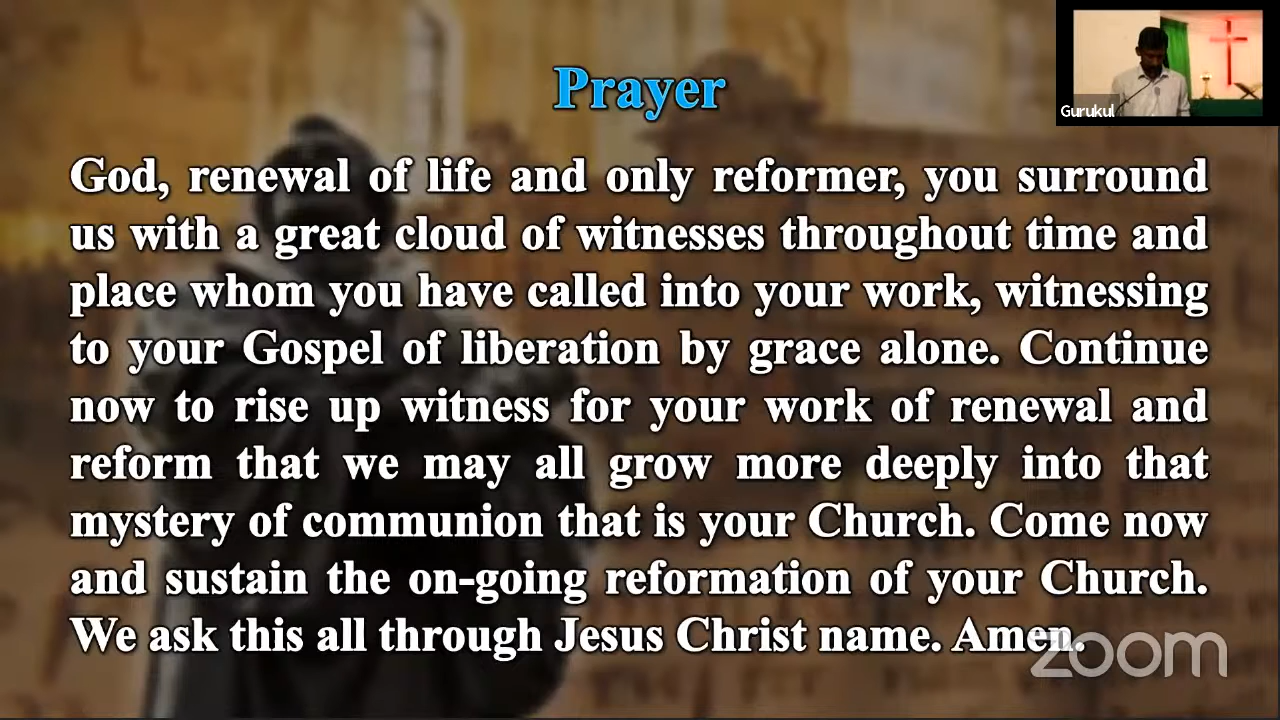 Prayer
Gurukul
God, renewal of life and only reformer, you surround
us with a great cloud of witnesses throughout time and
place whom you have called into your work, witnessing
to your Gospel of liberation by grace alone. Continue
now to rise up witness for your work of renewal and
reform that we may all grow more deeply into that
mystery of communion that is your Church. Come now
and sustain the on-going reformation of your Church.
We ask this all through Jesus Christ name. Amen.
zoom